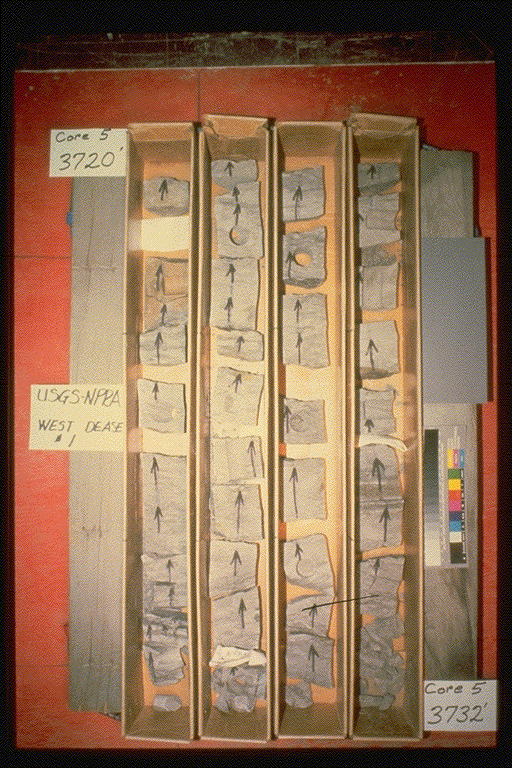 Core 5
3720'
USGS-NPRA
WEST DEASE
#1
Core 5
3732'